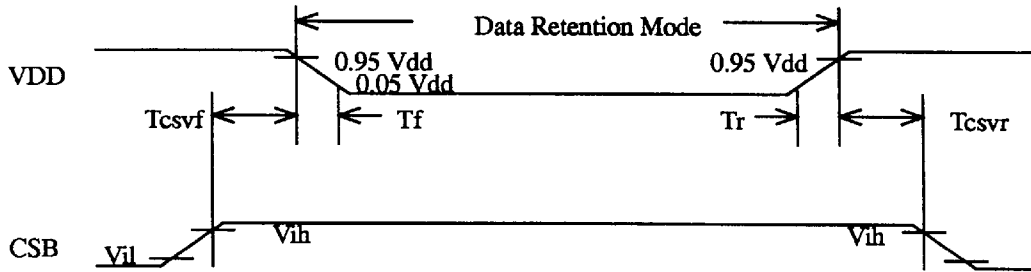 Data Retention Mode
VDD
0.95 Vdd
0.05 Vdd
0.95 Vdd
Tcsvf
Tf
Tr
Tcsvr
CSB
Vil
Vih
Vih